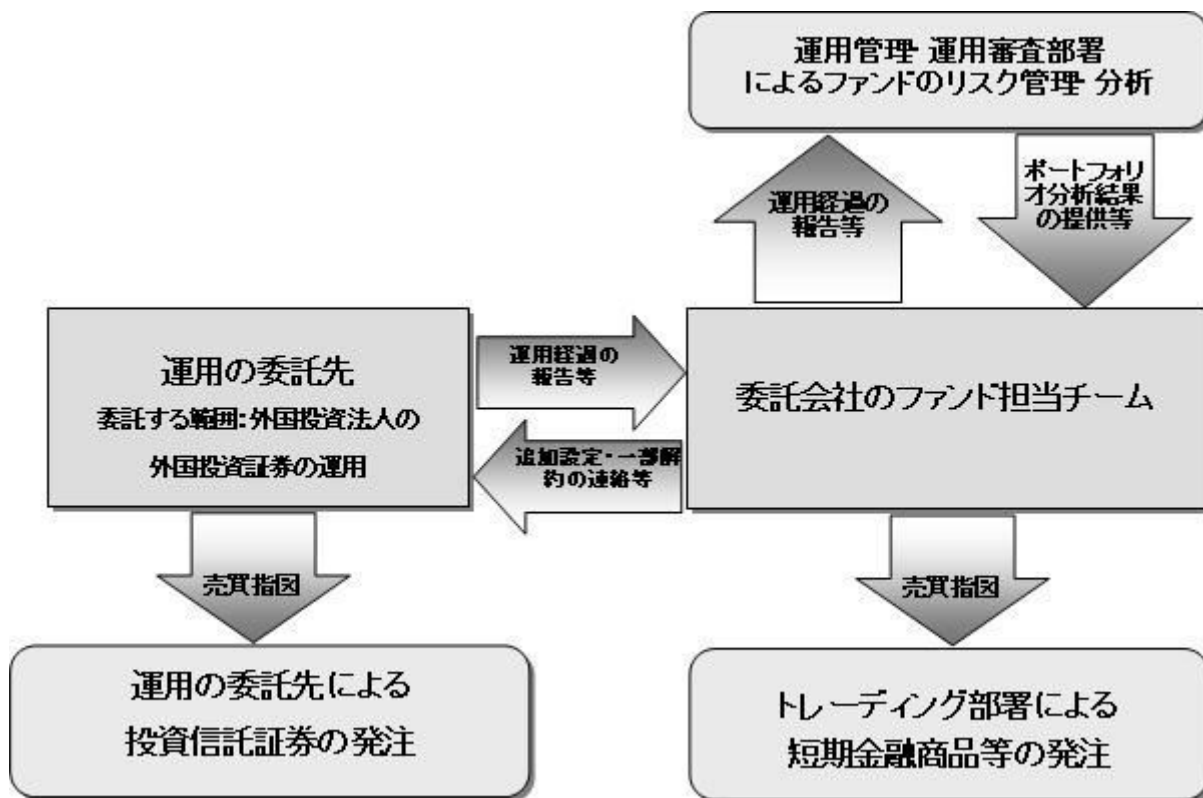 運用管理・運用審査部署
によるファンドのリスク管理・分析
運用経過の
報告等
ポートフォリ
オ分析結果
の提供等
運用の委託先
委託する範囲：外国投資法人の
外国投資証券の運用
運用経過の
報告等
追加設定・一部解
約の連絡等
委託会社のファンド担当チーム
売買指図
売買指図
運用の委託先による
投資信託証券の発注
トレーディング部署による
短期金融商品等の発注